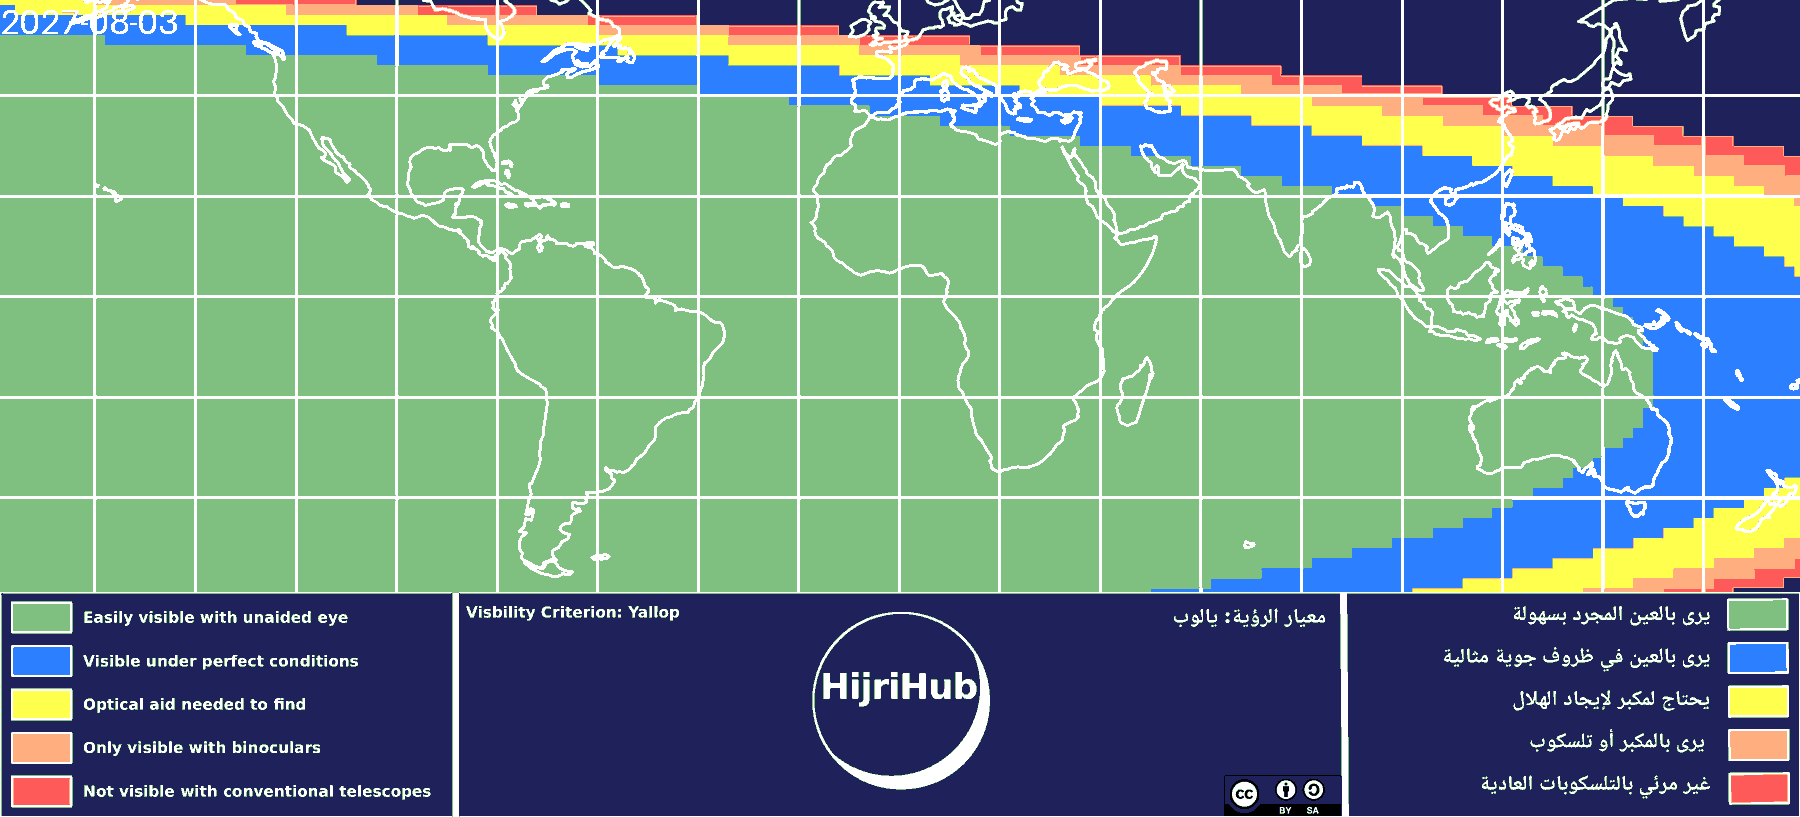 2027-08-03
Easily visible with unaided eye
Visible under perfect conditions
Optical aid needed to find
Only visible with binoculars
Not visible with conventional telescopes
Visbility Criterion: Yallop
معيار الرؤية: يالوب
HijriHub
cc
BY SA
يرى بالعين المجرد بسهولة
يرى بالعين في ظروف جوية مثالية
يحتاج لمكبر لإيجاد الهلال
يرى بالمكبر أو تلسكوب
غير مرئي بالتلسكوبات العادية